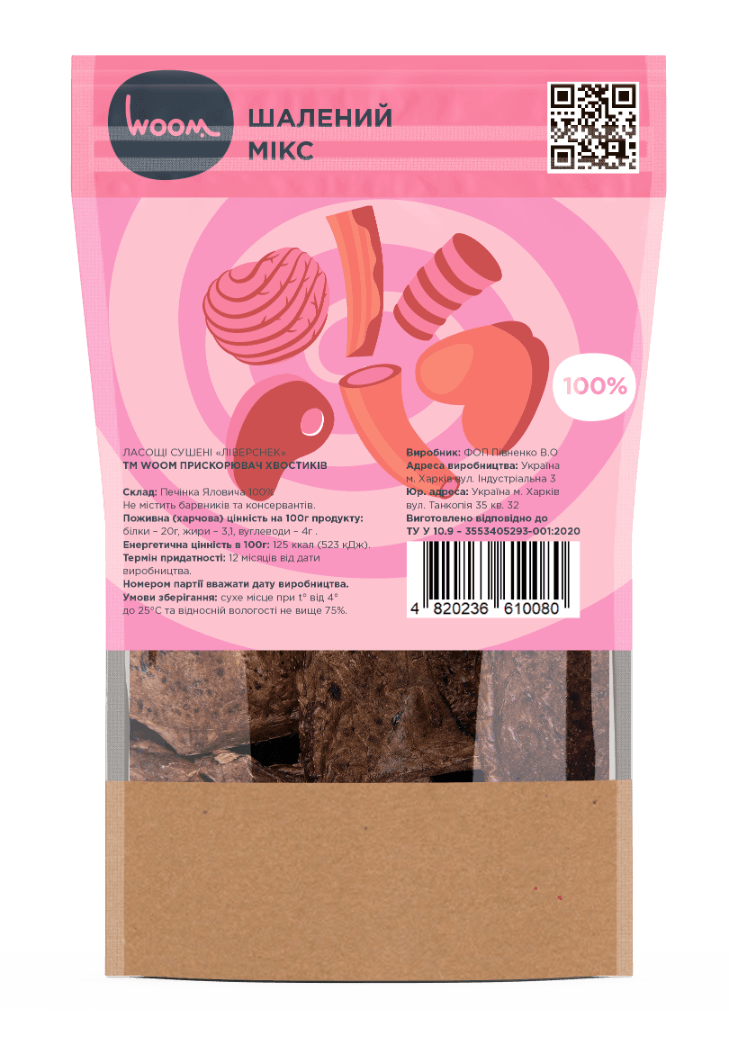 WOOM
ШАЛЕНИЙ
МІКС
100%
ЛАСОЩІ СУШЕНІ «ЛІВЕРСНЕК»
ТМ WOOM ПРИСКОРЮВАЧ ХВОСТИКІВ
Склад: Печінка Яловича 100%
Не містить барвників та консервантів.
Поживна (харчова) цінність на 100г продукту:
білки – 20г, жири – 3,1, вуглеводи – 4г .
Енергетична цінність в 100г: 125 ккал (523 кДж).
Термін придатності: 12 місяців від дати
виробництва.
Номером партії вважати дату виробництва.
Умови зберігання: сухе місце при t° від 4°
до 25°С та відносній вологості не вище 75%.
Виробник: ФОП Півненко В.О
Адреса виробництва: Україна
м. Харків вул. Індустріальна 3
Юр. адреса: Україна м. Харків
вул. Танкопія 35 кв. 32
Виготовлено відповідно до
ТУ У 10.9 – 3553405293-001:2020
4 820236 610080